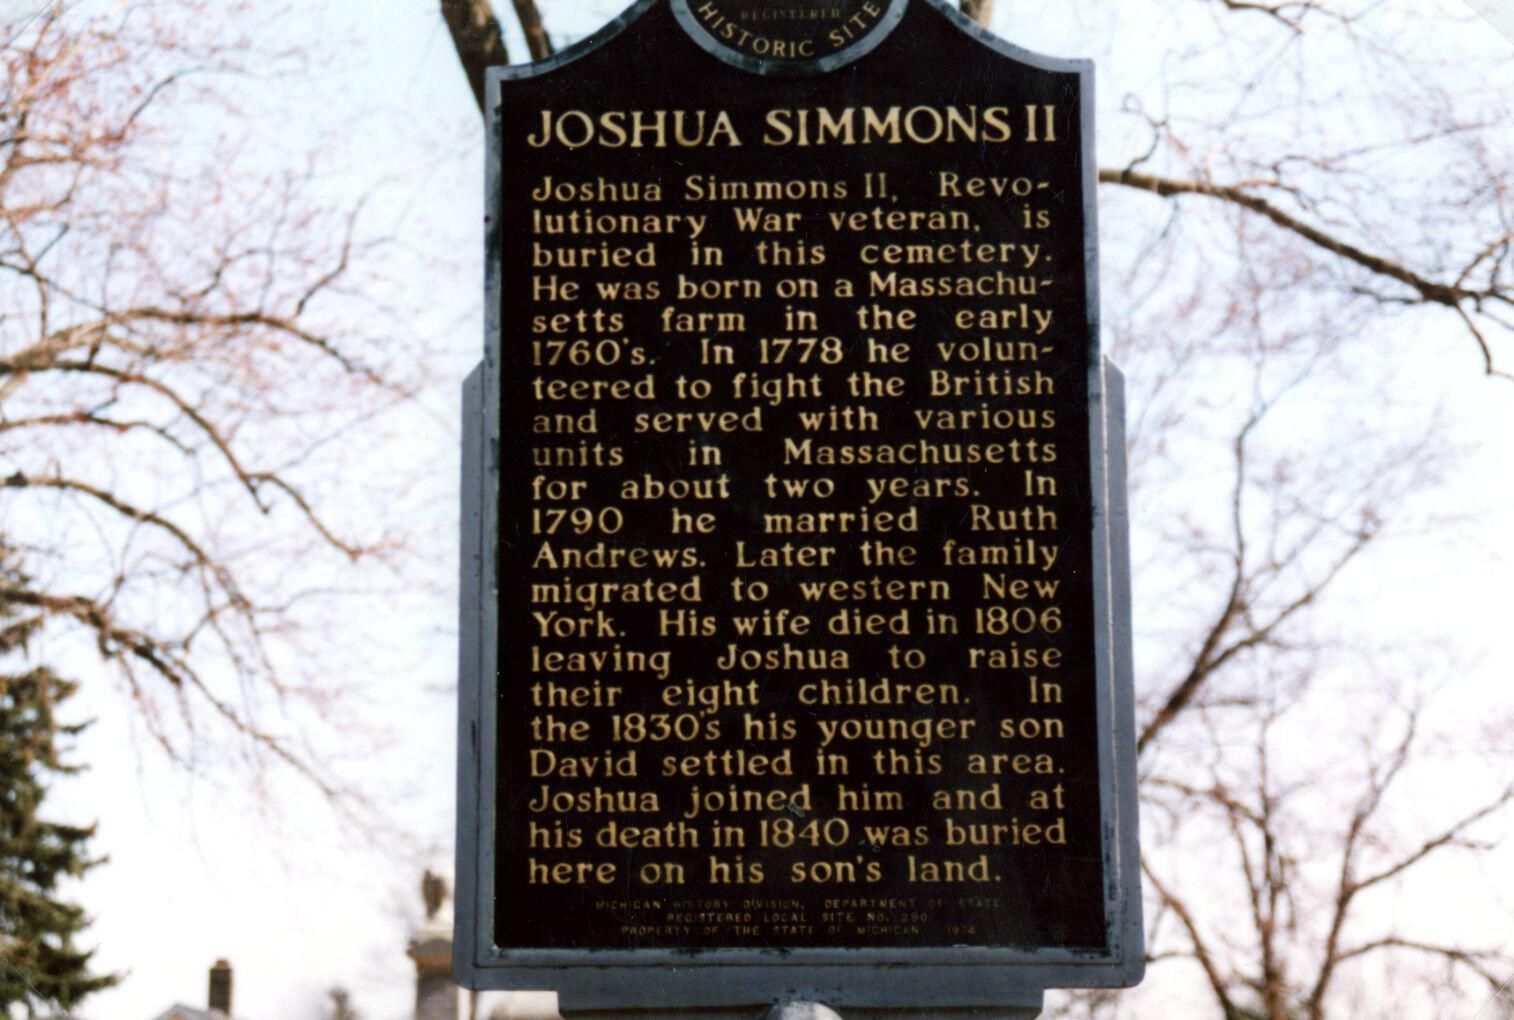 REGISTERED
HISTORIC SITE
JOSHUA SIMMONS II
Joshua Simmons II, Revo-
lutionary War veteran, is
buried in this cemetery.
He was born on a Massachu-
setts farm in the early
1760's. In 1778 he volun-
teered to fight the British
and served with various
units in Massachusetts
for about two years. In
1790 he married Ruth
Andrews. Later the family
migrated to western New
York. His wife died in 1806
leaving Joshua to raise
their eight children. In
the 1830's his younger son
David settled in this area.
Joshua joined him and at
his death in 1840 was buried
here on his son's land.
MICHIGAN HISTORY DIVISION, DEPARTMENT OF STATE
REGISTERED LOCAL SITE NO. 290
PROPERTY OF THE STATE OF MICHIGAN 1974